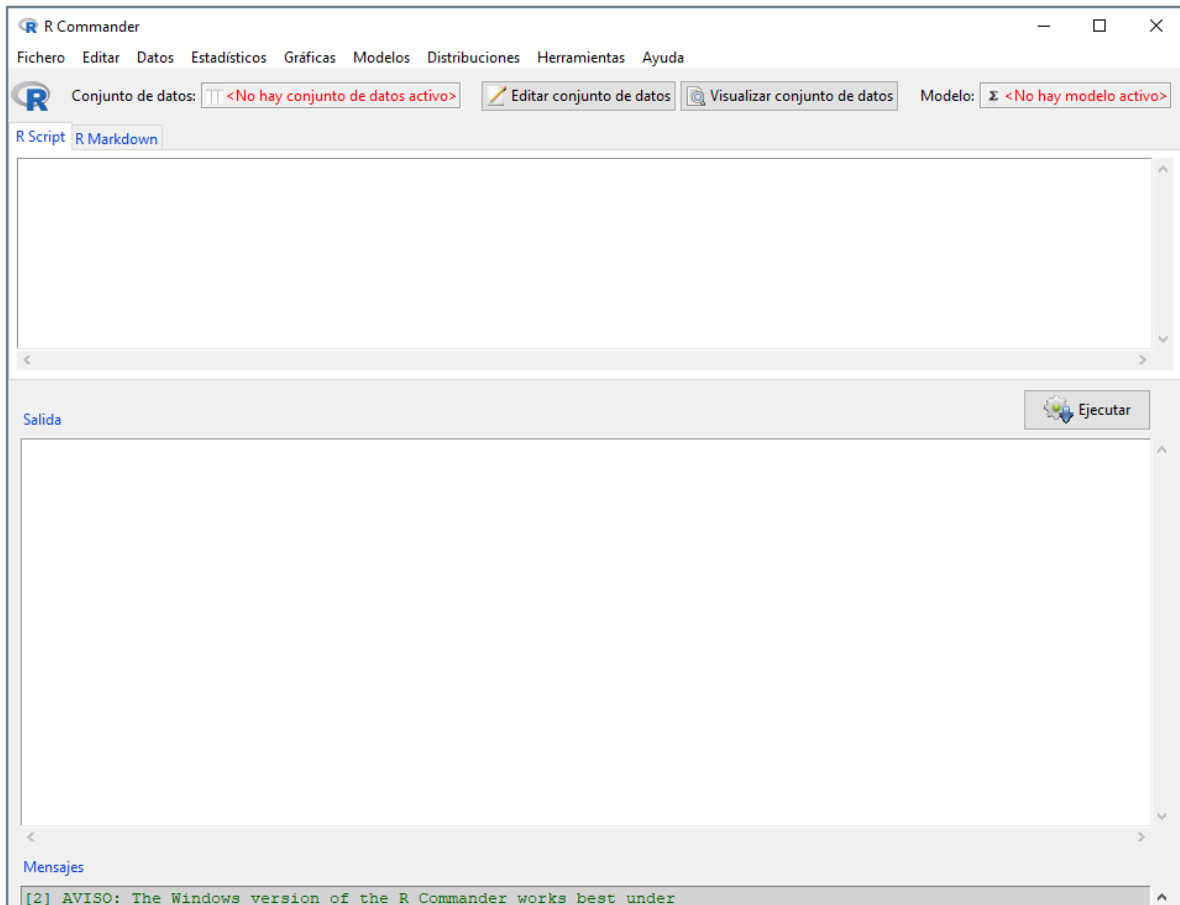 R Commander
Fichero Editar Datos Estadísticos Gráficas Modelos Distribuciones Herramientas Ayuda
R Conjunto de datos: <No hay conjunto de datos activo> Editar conjunto de datos Visualizar conjunto de datos Modelo: Σ <No hay modelo activo>
R Script R Markdown
Ejecutar
Salida
Mensajes
[2] AVISO: The Windows version of the R Commander works best under